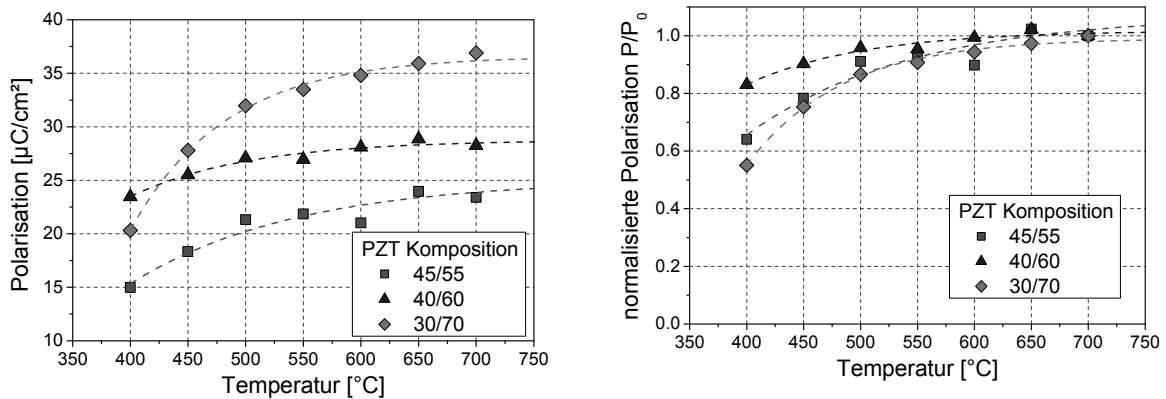 40
35
30
25
20
15
10
Polarisation [µC/cm²]
PZT Komposition
45/55
40/60
30/70
350 400 450 500 550 600 650 700 750
Temperatur [°C]
1.0
0.8
0.6
0.4
0.2
0.0
normalisierte Polarisation P/P₀
PZT Komposition
45/55
40/60
30/70
350 400 450 500 550 600 650 700 750
Temperatur [°C]